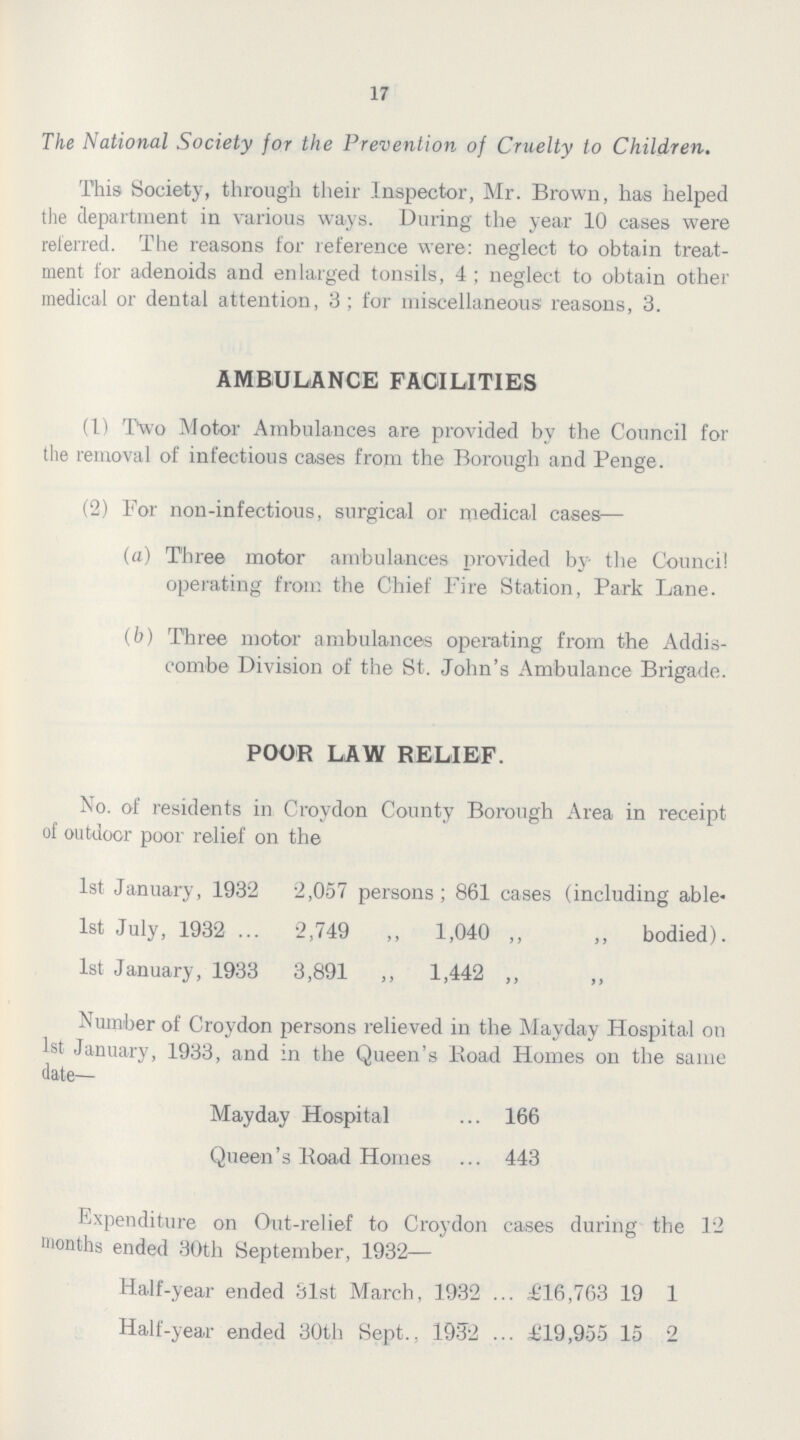 17
The National Society for the Prevention of Cruelty to Children.
This Society, through their Inspector, Mr. Brown, has helped
the department in various ways. During the year 10 cases were
referred. The reasons for reference were: neglect to obtain treat-
ment for adenoids and enlarged tonsils, 4 ; neglect to obtain other
medical or dental attention, 3 ; for miscellaneous reasons, 3.
AMBULANCE FACILITIES
(1) Two Motor Ambulances are provided by the Council for
the removal of infectious cases from the Borough and Penge.
(2) For non-infectious, surgical or medical cases—
(a) Three motor ambulances provided by the Council
operating from the Chief Fire Station, Park Lane.
(b) Three motor ambulances operating from the Addis-
combe Division of the St. John's Ambulance Brigade.
POOR LAW RELIEF.
No. of residents in Croydon County Borough Area in receipt
of outdoor poor relief on the
1st January, 1932 2,057 persons ; 861 cases (including able-
1st July, 1932 ... 2,749 ,, 1,040 ,, ,, bodied).
1st January, 1933 3,891 ,, 1,442 ,, ,,
Number of Croydon persons relieved in the Mayday Hospital on
1st January, 1933, and in the Queen's Road Homes on the same
date—
Mayday Hospital ... 166
Queen's Road Homes ... 443
Expenditure on Out-relief to Croydon cases during the 12
months ended 30th September, 1932—
Half-year ended 31st March, 1932 ... £16,763 19 1
Half-year ended 30th Sept., 1932 ... £19,955 15 2